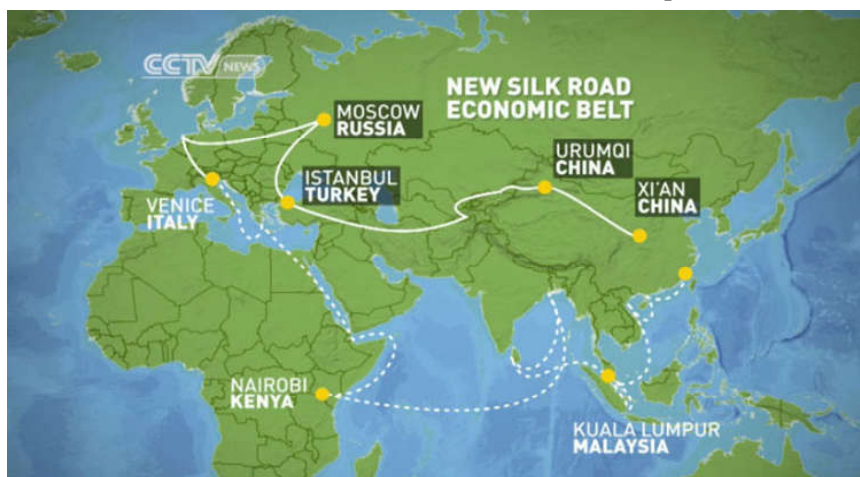 CCTV NEWS
NEW SILK ROAD
ECONOMIC BELT
MOSCOW
RUSSIA
URUMQI
CHINA
ISTANBUL
TURKEY
XI'AN
CHINA
VENICE
ITALY
NAIROBI
KENYA
KUALA LUMPUR
MALAYSIA